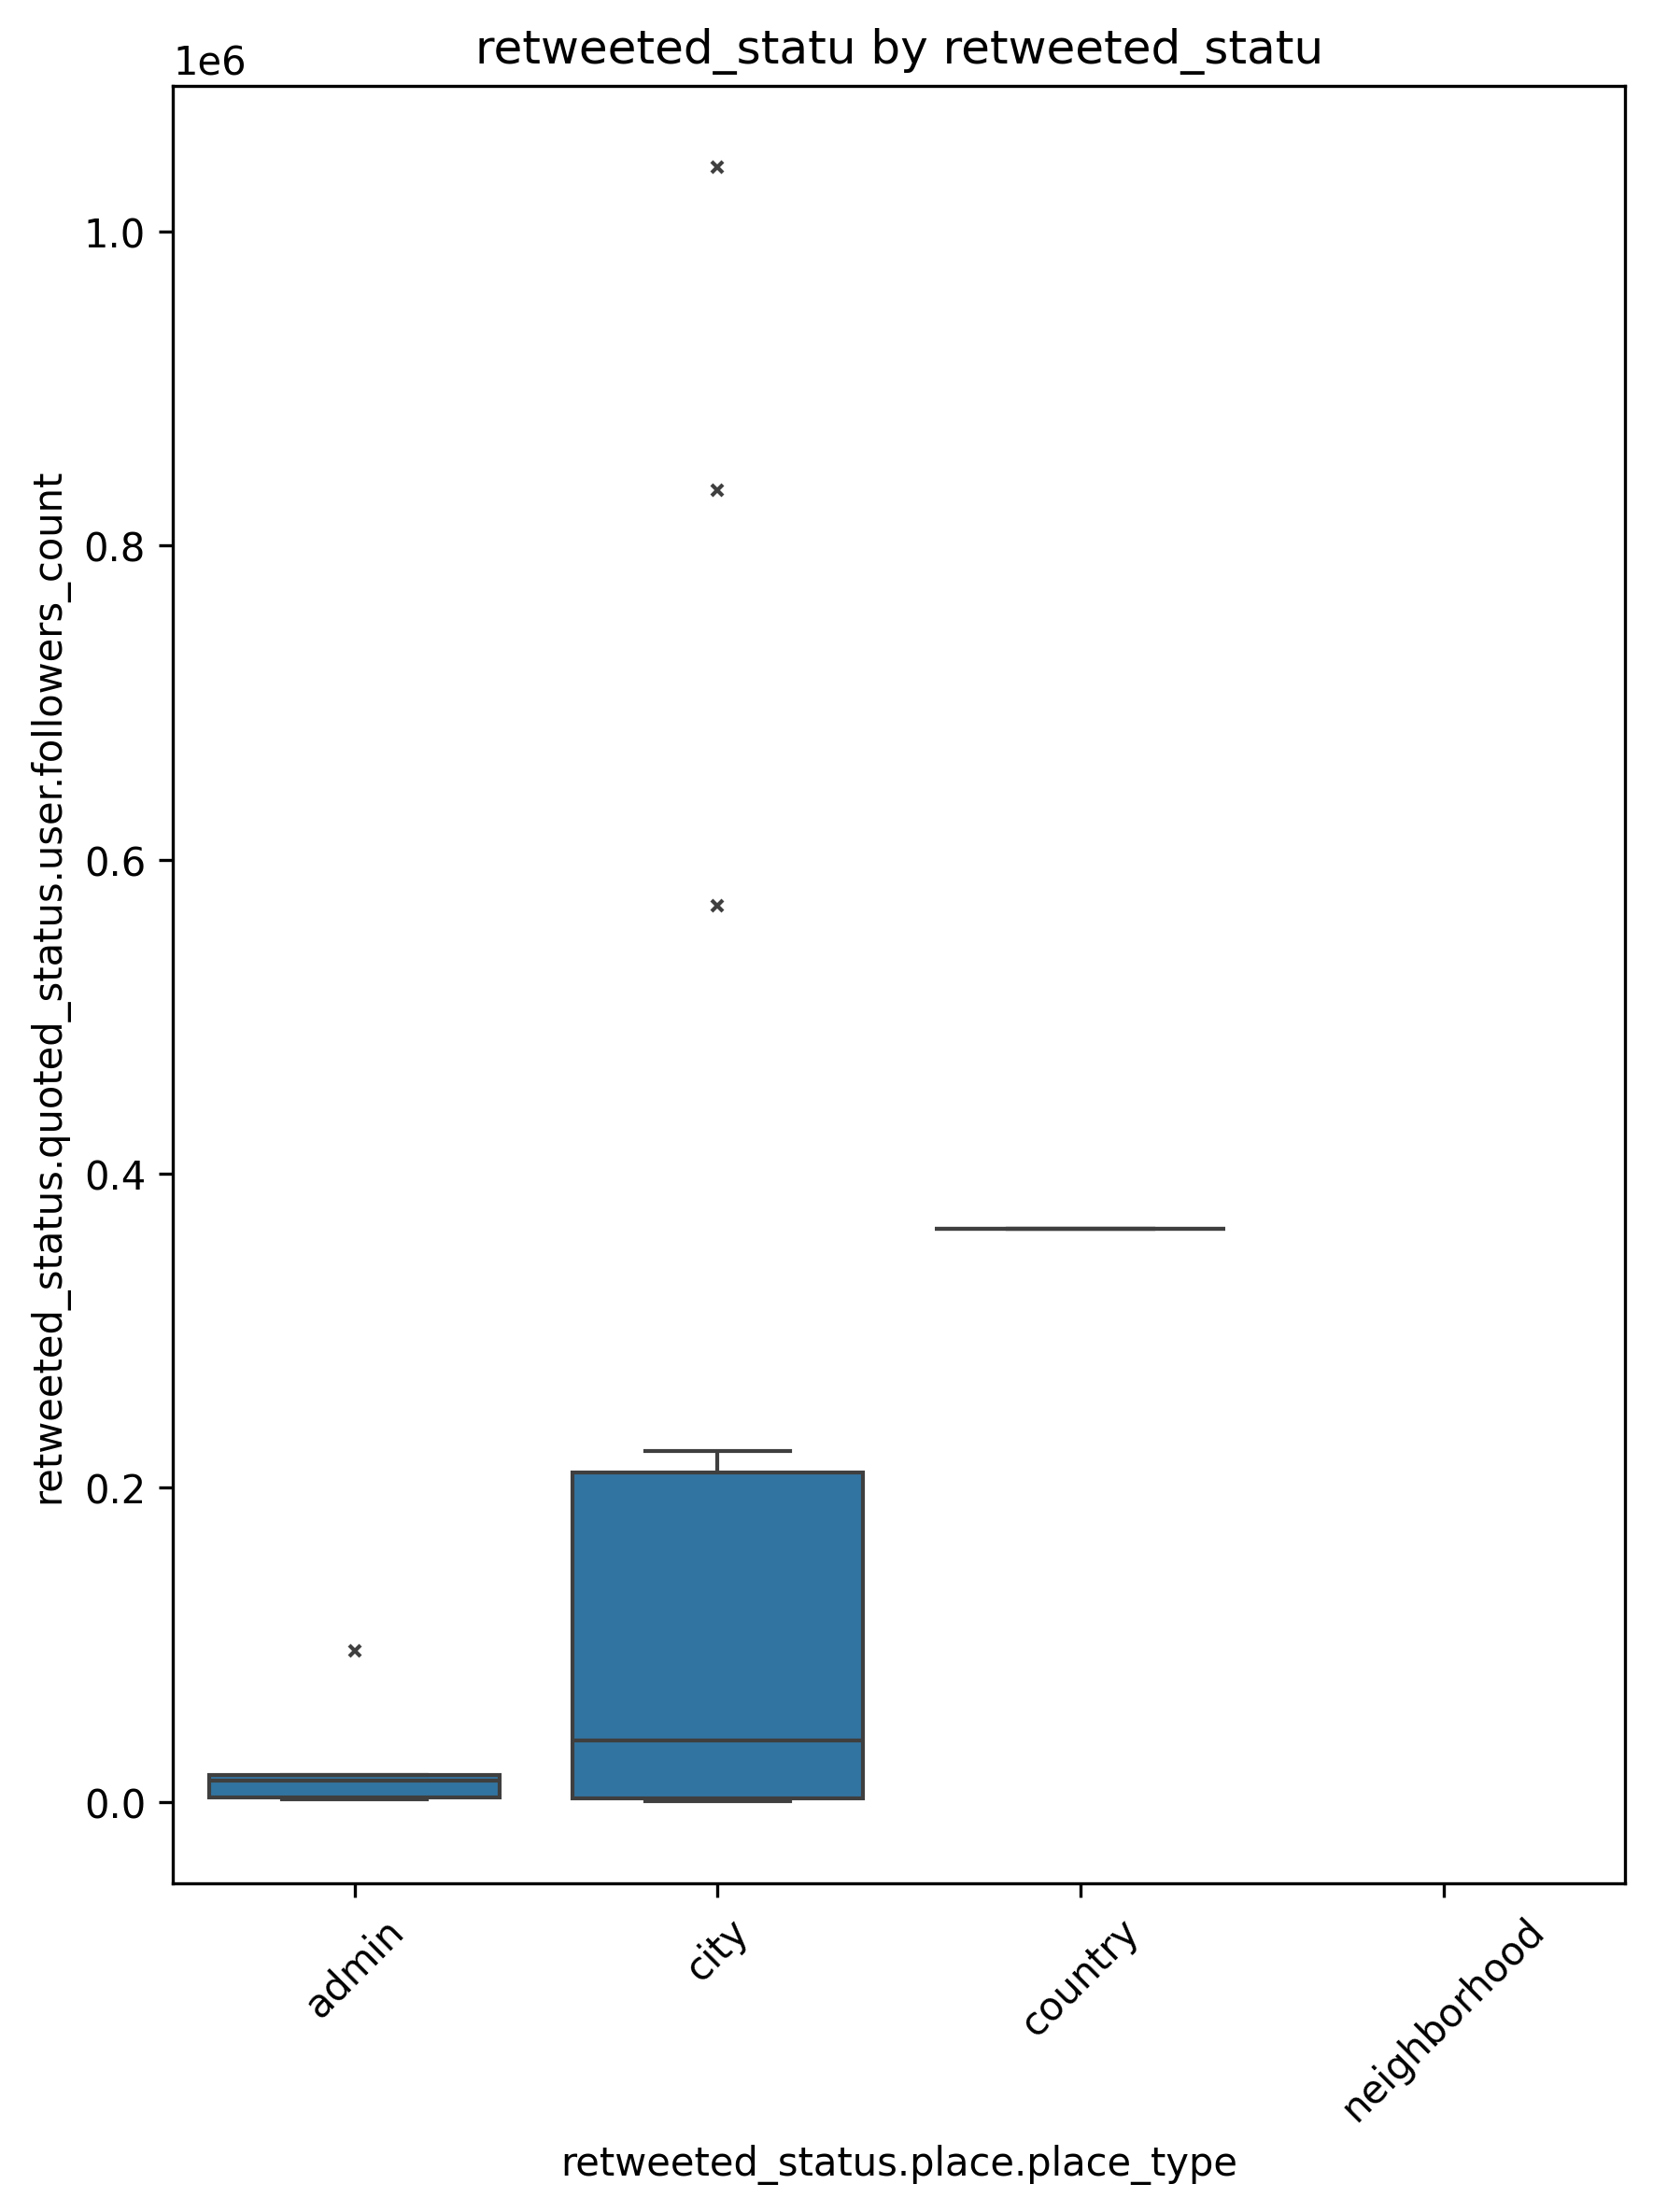 retweeted_statu by retweeted_statu
1e6
1.0
0.8
0.6
0.4
0.2
0.0
retweeted_status.quoted_status.user.followers_count
admin
city
country
neighborhood
retweeted_status.place.place_type